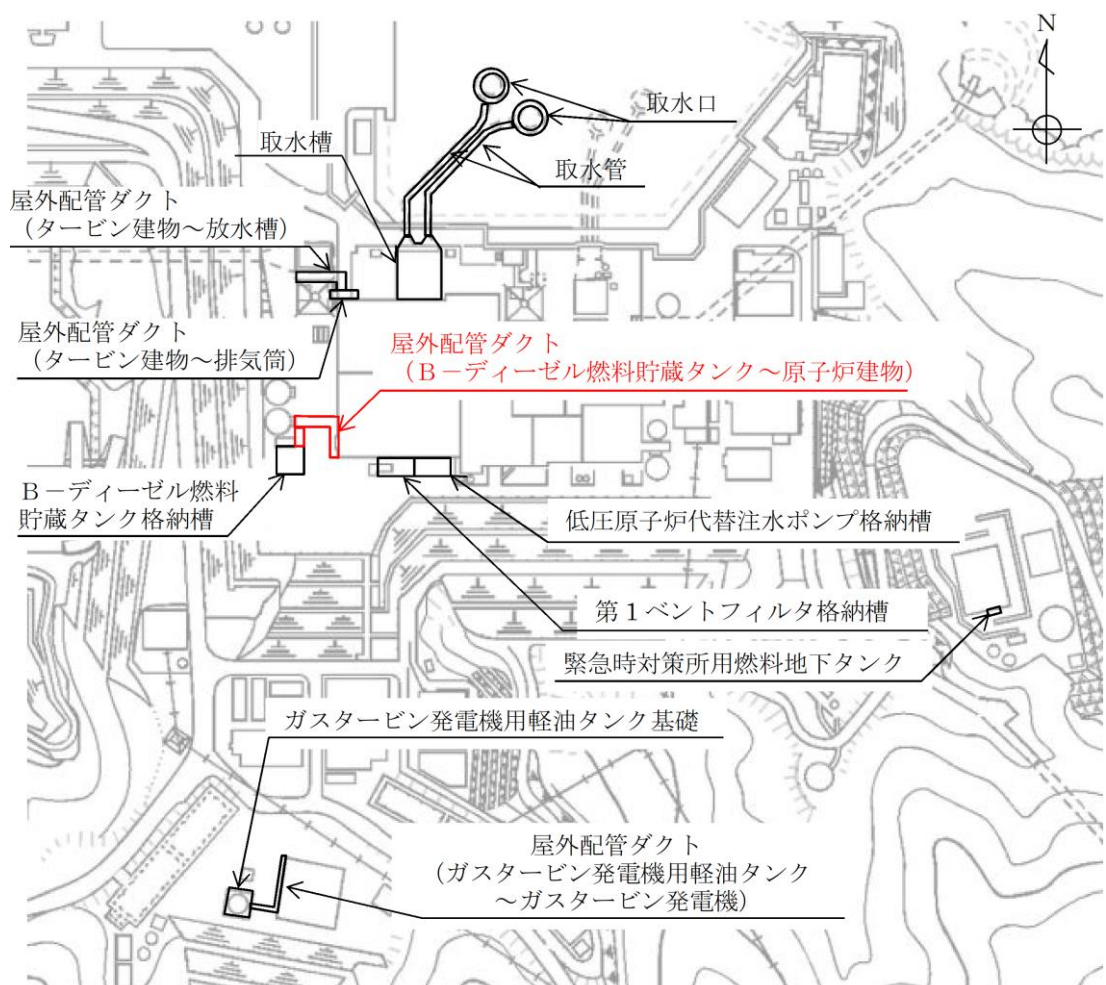 N
取水口
取水槽
取水管
屋外配管ダクト
(タービン建物~放水槽)
屋外配管ダクト
(タービン建物~排気筒)
屋外配管ダクト
(B-ディーゼル燃料貯蔵タンク~原子炉建物)
B-ディーゼル燃料
貯蔵タンク格納槽
低圧原子炉代替注水ポンプ格納槽
第1ベントフィルタ格納槽
緊急時対策所用燃料地下タンク
ガスタービン発電機用軽油タンク基礎
屋外配管ダクト
(ガスタービン発電機用軽油タンク
~ガスタービン発電機)